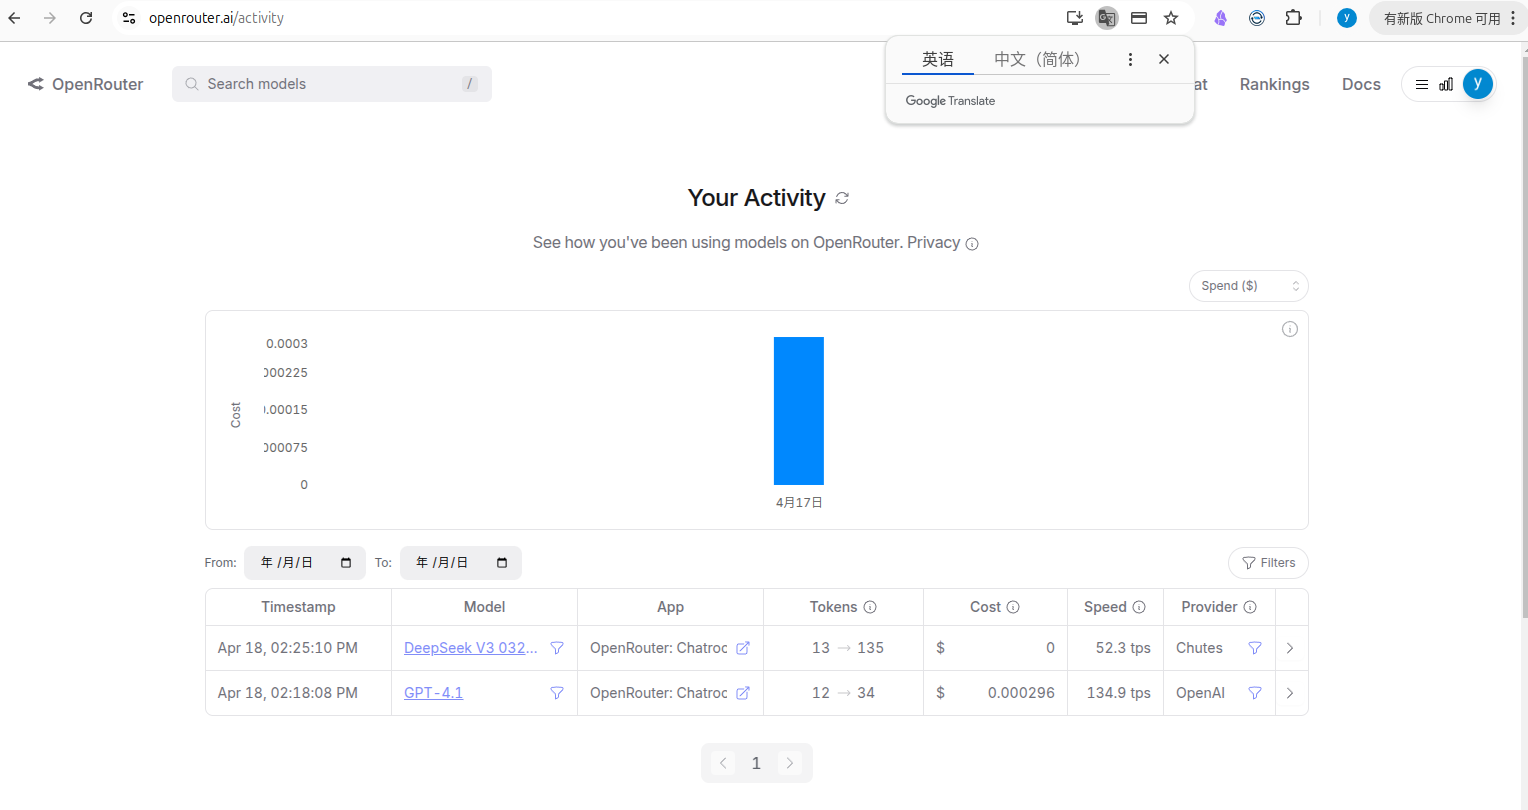 openrouter.ai/activity
有新版 Chrome 可用
英语 中文（简体）
Google Translate
OpenRouter
Search models /
at Rankings Docs
y
Your Activity
See how you've been using models on OpenRouter. Privacy
Spend ($)
0.0003
000225
0.00015
000075
0
Cost
4月17日
From: 年 /月/日 To: 年 /月/日
Filters
Timestamp Model App Tokens Cost Speed Provider
Apr 18, 02:25:10 PM DeepSeek V3 032... OpenRouter: Chatroo 13 → 135 $ 0 52.3 tps Chutes
Apr 18, 02:18:08 PM GPT-4.1 OpenRouter: Chatroo 12 → 34 $ 0.000296 134.9 tps OpenAI
1